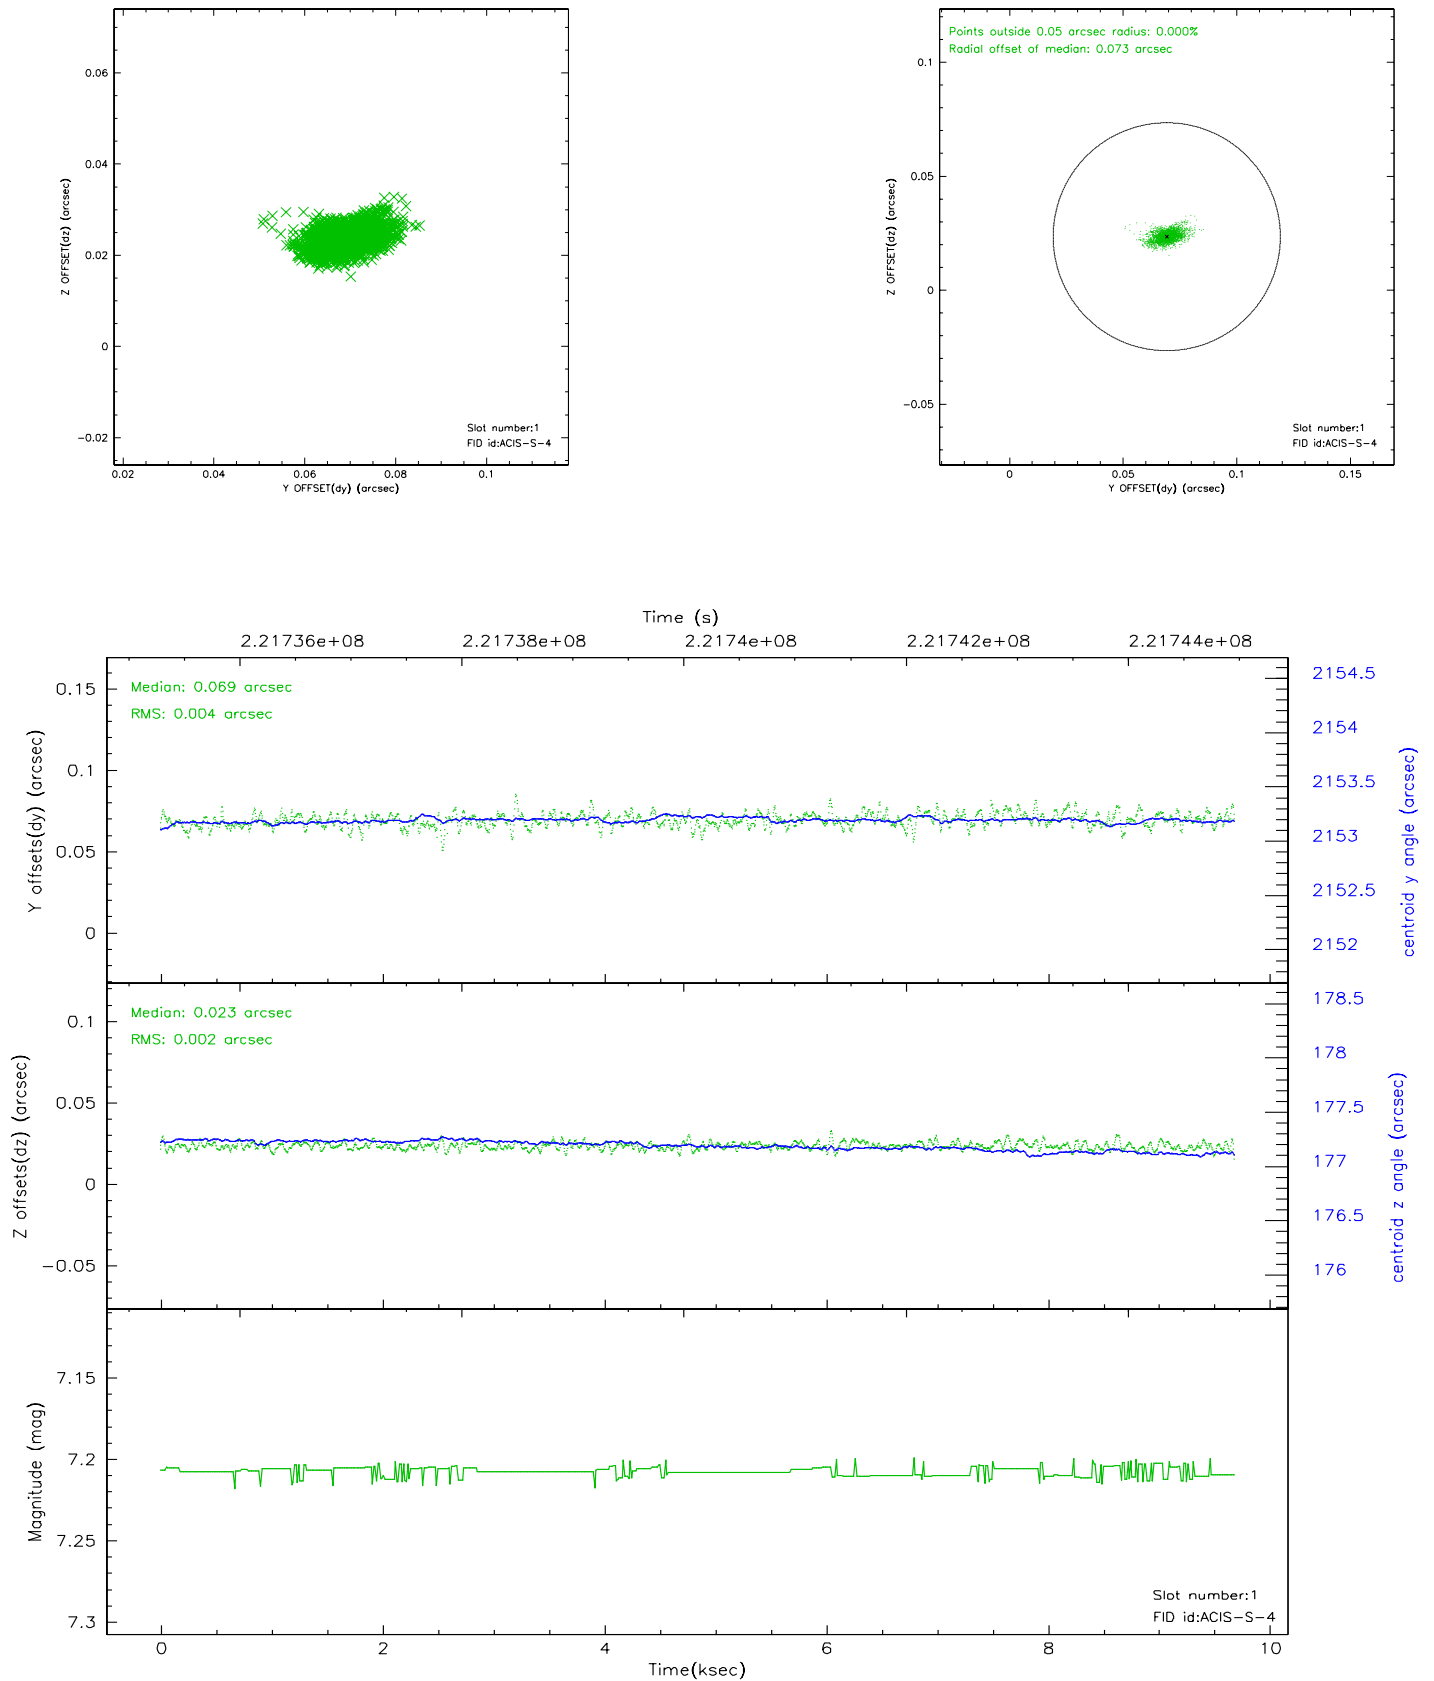 0.06
0.04
0.02
0
−0.02
Z OFFSET(dz) (arcsec)
Slot number:1
FID id:ACIS−S−4
0.02
0.04
0.06
0.08
0.1
Y OFFSET(dy) (arcsec)
Points outside 0.05 arcsec radius: 0.000%
Radial offset of median: 0.073 arcsec
0.1
0.05
0
−0.05
Z OFFSET(dz) (arcsec)
Slot number:1
FID id:ACIS−S−4
0
0.05
0.1
0.15
Y OFFSET(dy) (arcsec)
Time (s)
2.21736e+08
2.21738e+08
2.2174e+08
2.21742e+08
2.21744e+08
Median: 0.069 arcsec
RMS: 0.004 arcsec
0.15
0.1
0.05
0
Y offsets(dy) (arcsec)
2154.5
2154
2153.5
2153
2152.5
2152
centroid y angle (arcsec)
Median: 0.023 arcsec
RMS: 0.002 arcsec
0.1
0.05
0
−0.05
Z offsets(dz) (arcsec)
178.5
178
177.5
177
176.5
176
centroid z angle (arcsec)
7.15
7.2
7.25
7.3
Magnitude (mag)
Slot number:1
FID id:ACIS−S−4
0
2
4
6
8
10
Time(ksec)